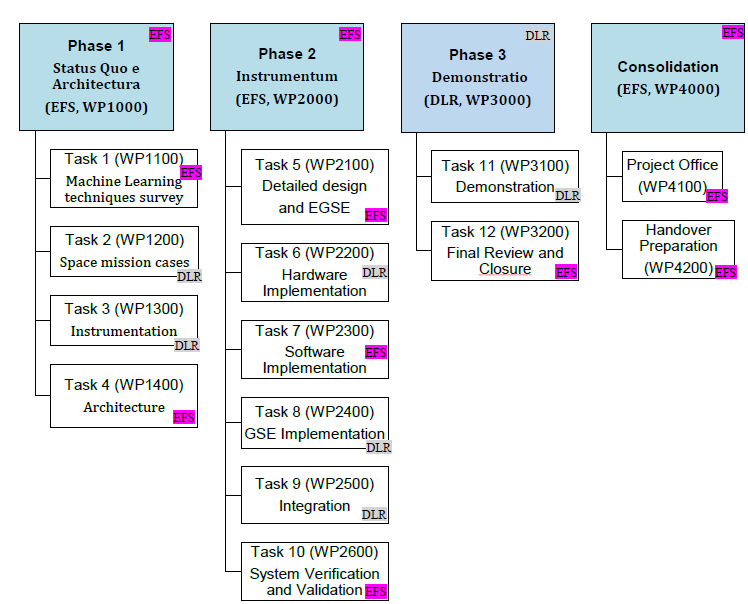 EFS
Phase 1
Status Quo e
Architectura
(EFS, WP1000)
Task 1 (WP1100)
EFS
Machine Learning
techniques survey
Task 2 (WP1200)
Space mission cases
DLR
Task 3 (WP1300)
Instrumentation
DLR
Task 4 (WP1400)
Architecture
EFS
EFS
Phase 2
Instrumentum
(EFS, WP2000)
Task 5 (WP2100)
Detailed design
and EGSE
EFS
Task 6 (WP2200)
Hardware
DLR
Implementation
Task 7 (WP2300)
Software
EFS
Implementation
Task 8 (WP2400)
GSE Implementation
DLR
Task 9 (WP2500)
Integration
DLR
Task 10 (WP2600)
System Verification
and Validation
EFS
DLR
Phase 3
Demonstratio
(DLR, WP3000)
Task 11 (WP3100)
Demonstration
DLR
Task 12 (WP3200)
Final Review and
Closure
EFS
EFS
Consolidation
(EFS, WP4000)
Project Office
(WP4100)
EFS
Handover
Preparation
(WP4200)
EFS